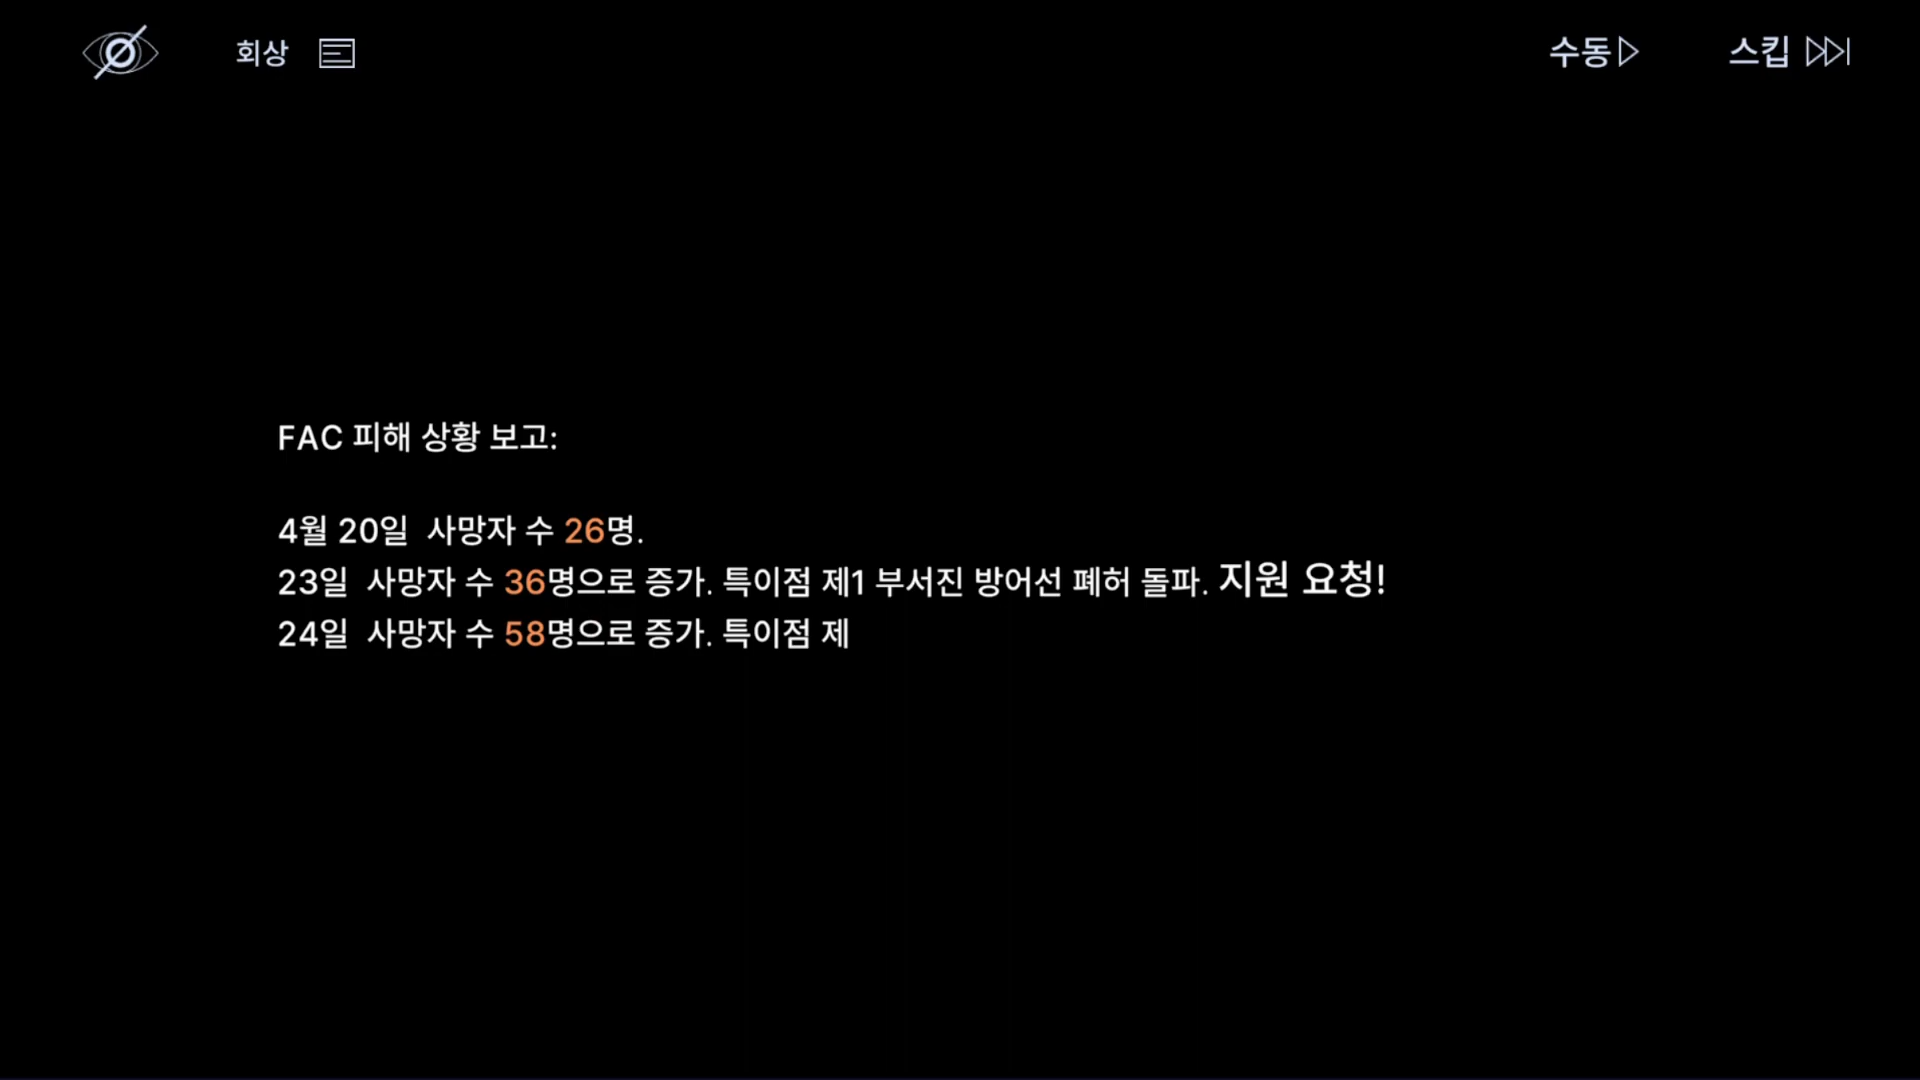 회상
수동
스킵
FAC 피해 상황 보고:
4월 20일 사망자 수 26명.
23일 사망자 수 36명으로 증가. 특이점 제1 부서진 방어선 폐허 돌파. 지원 요청!
24일 사망자 수 58명으로 증가. 특이점 제